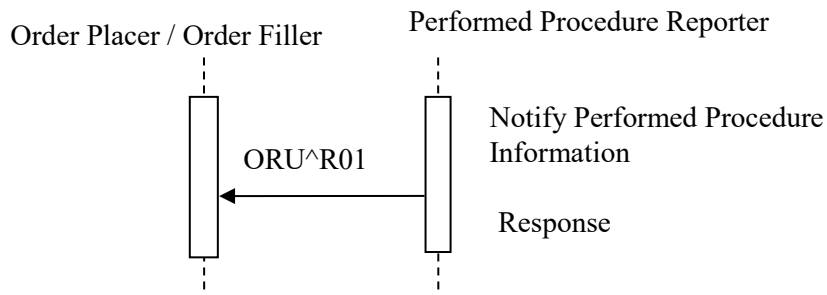 Order Placer / Order Filler
Performed Procedure Reporter
Notify Performed Procedure
Information
ORU^R01
Response